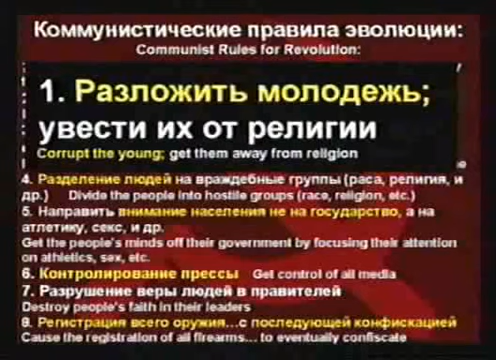 Коммунистические правила эволюции:
Communist Rules for Revolution:
1. Разложить молодежь;
увести их от религии
Corrupt the young; get them away from religion
4. Разделение людей на враждебные группы (раса, религия, и
др.) Divide the people into hostile groups (race, religion, etc.)
5. Направить внимание населения не на государство, а на
атлетику, секс, и др.
Get the people's minds off their government by focusing their attention
on athletics, sex, etc.
6. Контролирование прессы Get control of all media
7. Разрушение веры людей в правителей
Destroy people's faith in their leaders
8. Регистрация всего оружия...с последующей конфискацией
Cause the registration of all firearms... to eventually confiscate